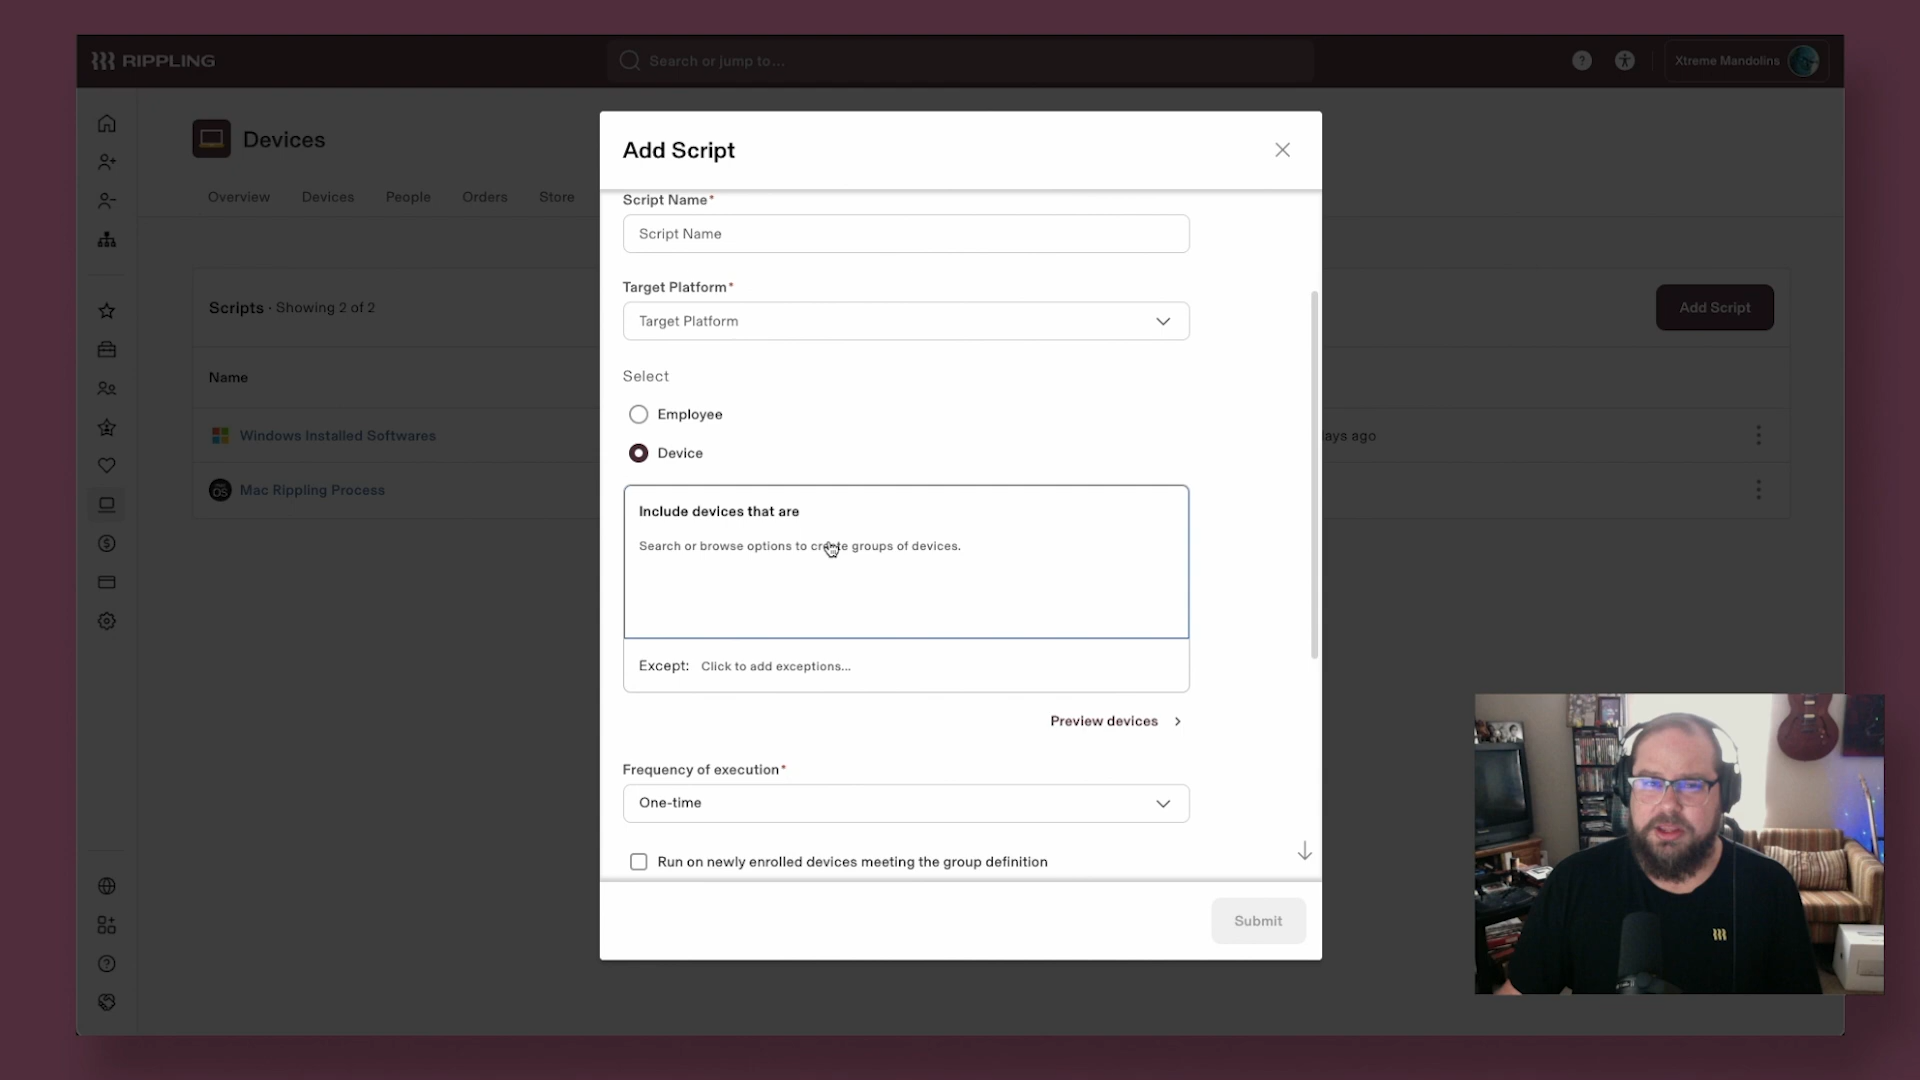 RIPPLING
Search or jump to...
?
Xtreme Mandolins
Devices
Overview
Devices
People
Orders
Store
Scripts · Showing 2 of 2
Add Script
Name
Windows Installed Softwares
ays ago
Mac Rippling Process
Add Script
Script Name*
Script Name
Target Platform*
Target Platform
Select
Employee
Device
Include devices that are
Search or browse options to create groups of devices.
Except: Click to add exceptions...
Preview devices
Frequency of execution*
One-time
Run on newly enrolled devices meeting the group definition
Submit